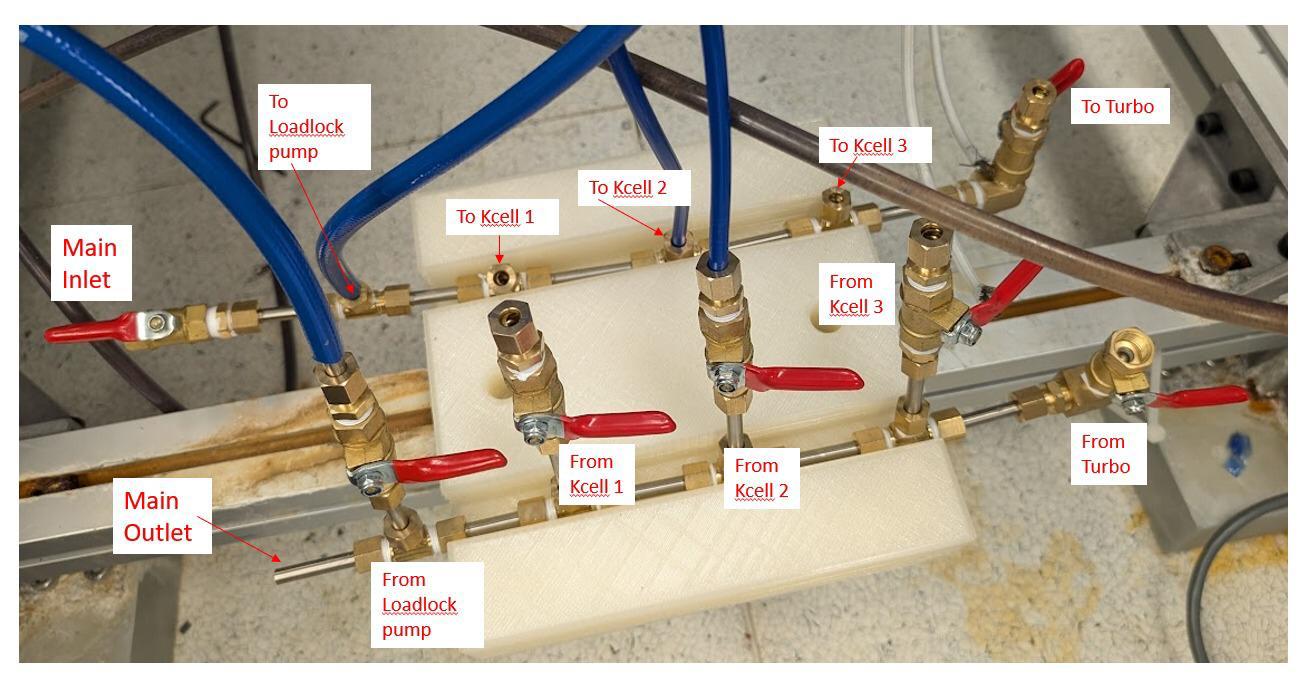 To
Loadlock
pump
To Turbo
To Kcell 3
To Kcell 2
To Kcell 1
Main
Inlet
From
Kcell 3
From
Turbo
From
Kcell 1
From
Kcell 2
Main
Outlet
From
Loadlock
pump